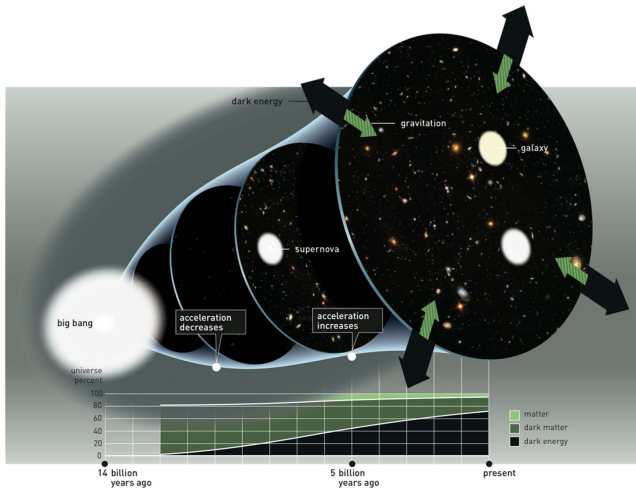 dark energy
gravitation
galaxy
supernova
big bang
acceleration
decreases
acceleration
increases
universe
percent
100
80
60
40
20
0
matter
dark matter
dark energy
14 billion
years ago
5 billion
years ago
present